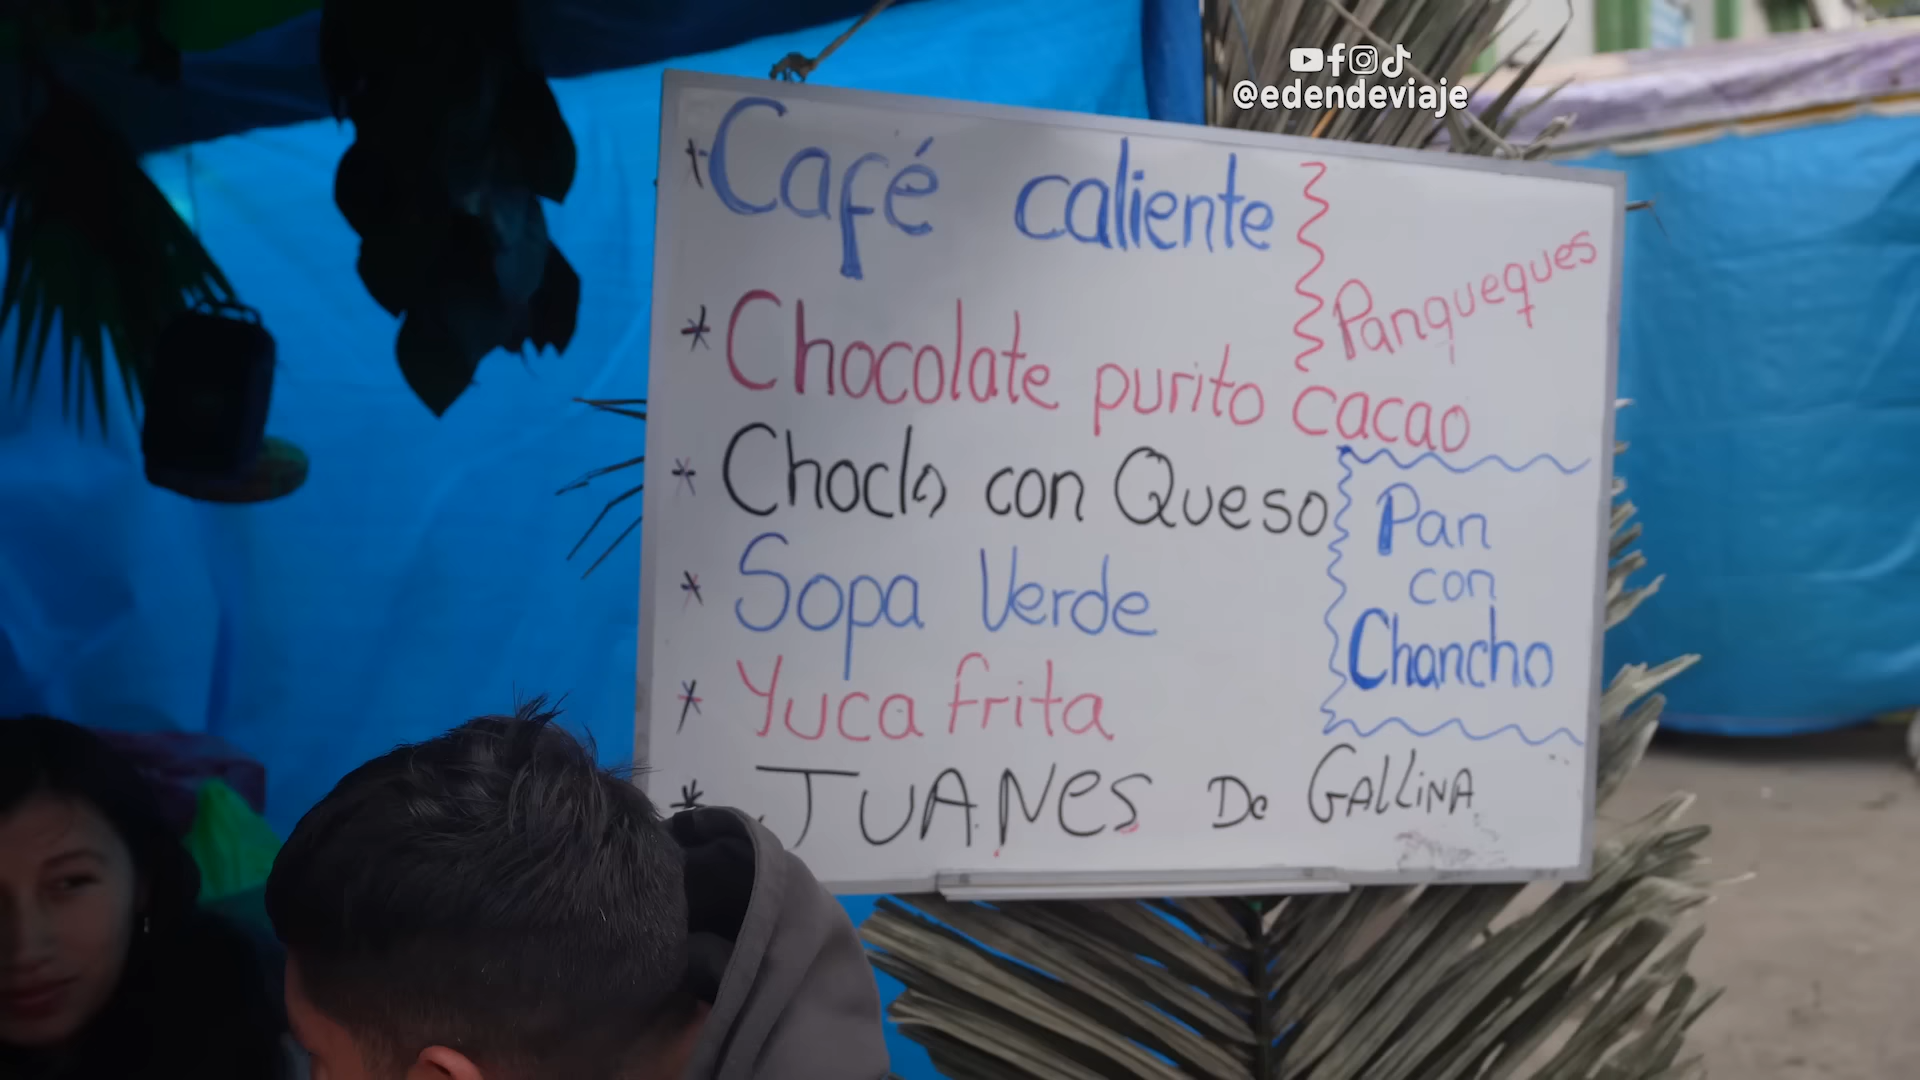 @edendeviaje
* Café caliente
Panqueques
* Chocolate purito cacao
* Choclo con Queso
* Sopa Verde
Pan
con
Chancho
* Yuca frita
* JUANES De GALLINA